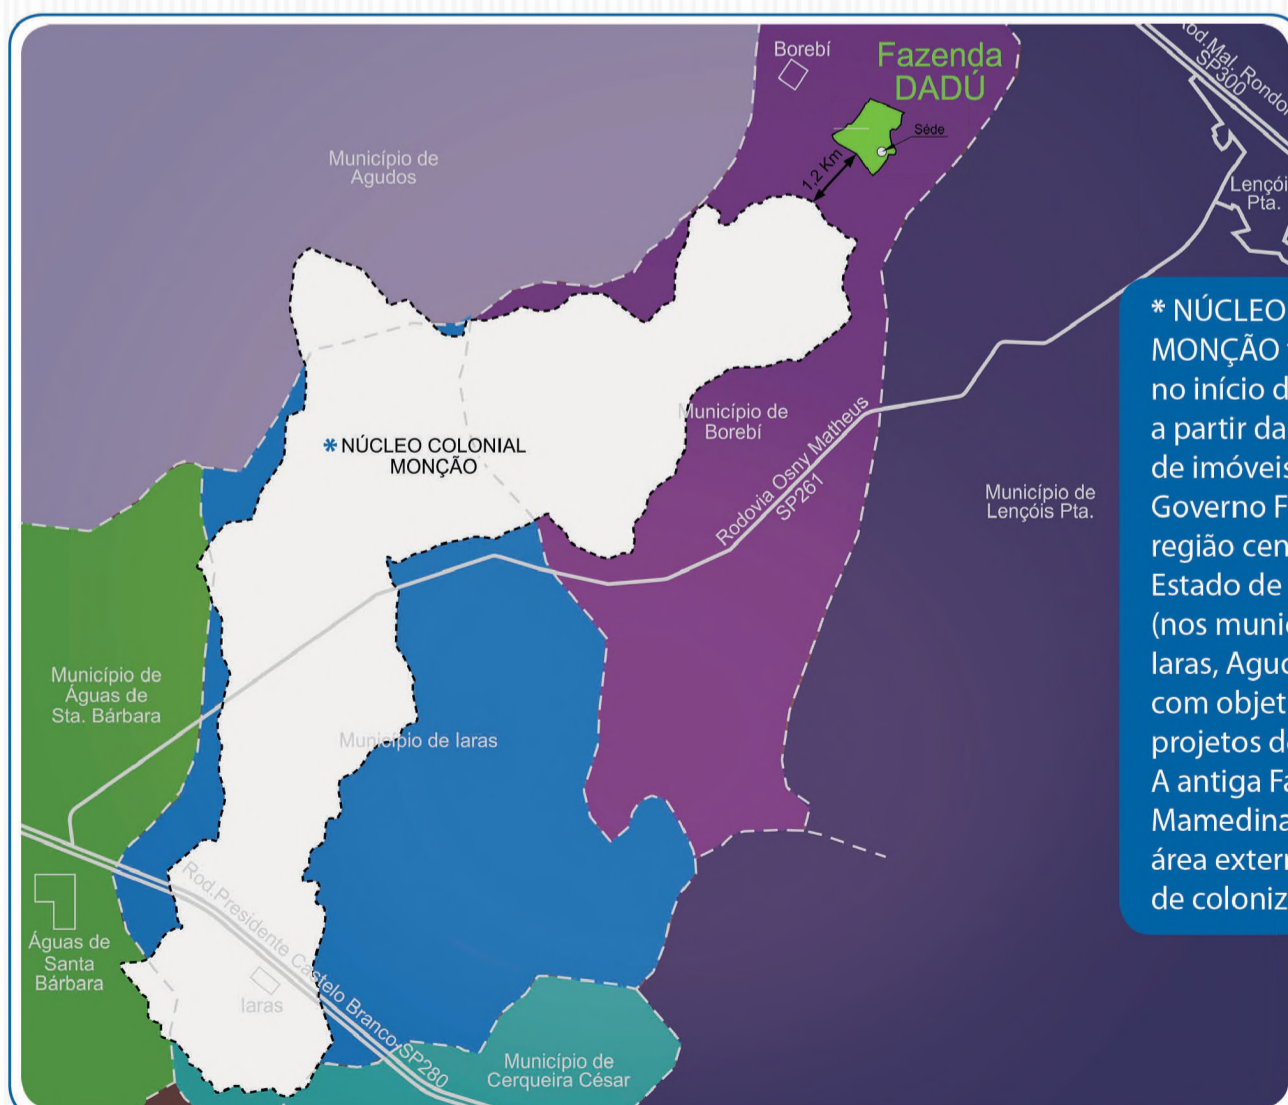 Borebí
Fazenda
DADÚ
Séde
1,2 Km
Rod.Mal. Rondon
SP300
Lençói
Pta.
Município de
Agudos
* NÚCLEO COLONIAL
MONÇÃO
Município de
Borebí
Rodovia Osny Matheus
SP261
Município de
Lençóis Pta.
Município de
Águas de
Sta. Bárbara
Município de Iaras
Rod.Presidente Castelo Branco-SP280
Águas de
Santa
Bárbara
Iaras
Município de
Cerqueira César
* NÚCLEO
MONÇÃO
no início d
a partir da
de imóveis
Governo F
região cen
Estado de
(nos munic
Iaras, Agud
com objet
projetos d
A antiga Fa
Mamedina
área extern
de coloniz